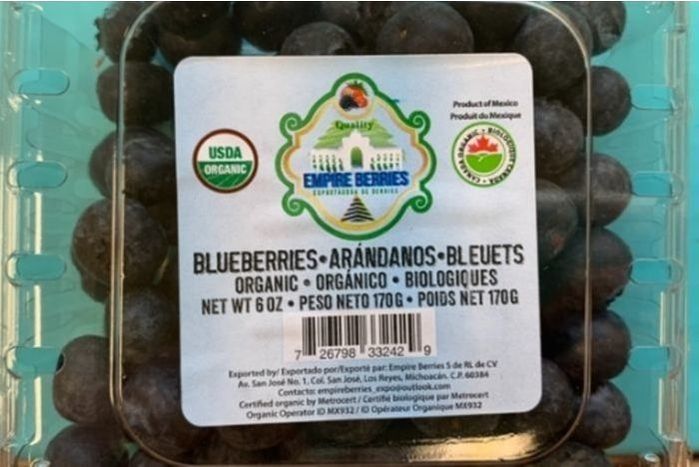 Quality
EMPIRE BERRIES
EXPORTADORA DE BERRIES
USDA
ORGANIC
Product of Mexico
Produit du Mexique
CANADA ORGANIC • BIOLOGIQUE CANADA
BLUEBERRIES•ARÁNDANOS•BLEUETS
ORGANIC • ORGÁNICO • BIOLOGIQUES
NET WT 6 OZ • PESO NETO 170G • POIDS NET 170G
7 26798 33242 9
Exported by/ Exportado por/Exporté par: Empire Berries S de RL de CV
Av. San José No. 1, Col. San José, Los Reyes, Michoacán. C.P. 60384
Contacto: empireberries_expo@outlook.com
Certified organic by Metrocert / Certifié biologique par Metrocert
Organic Operator ID MX932 / ID Opérateur Organique MX932